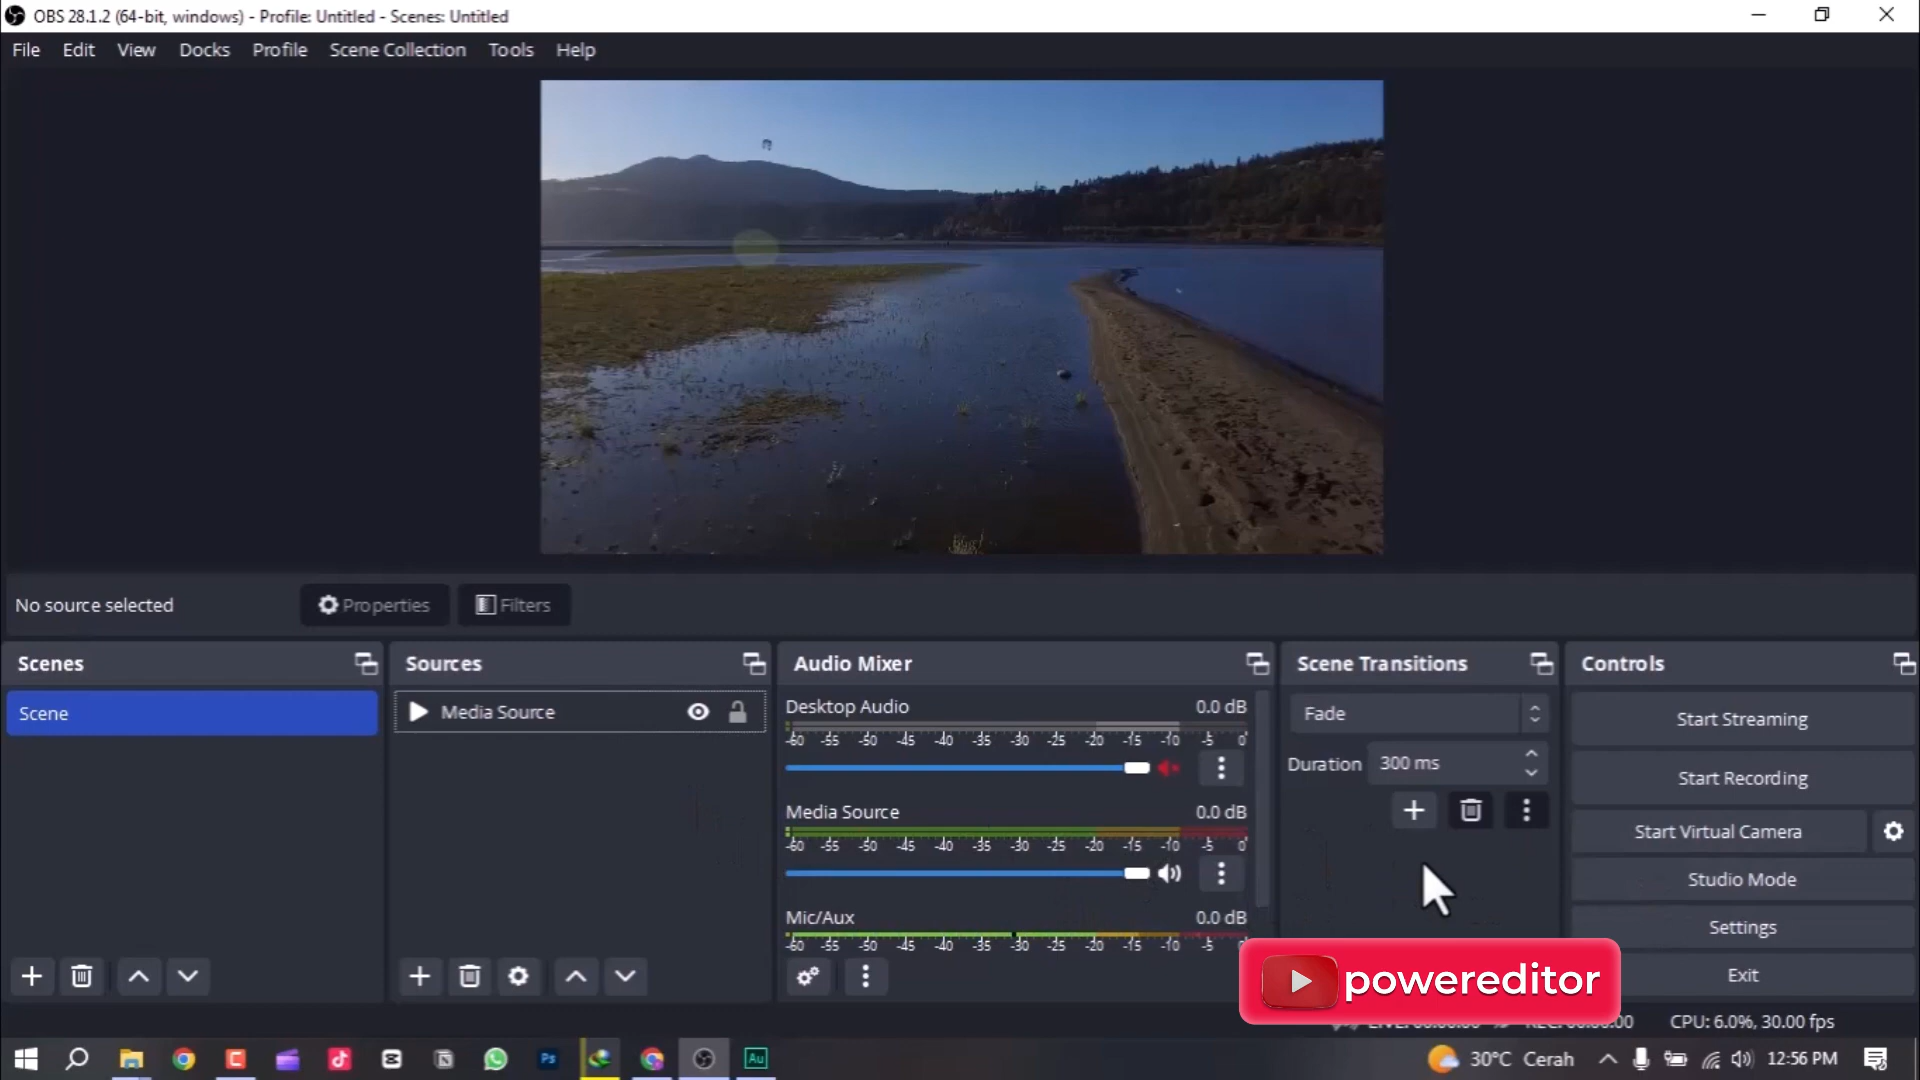 OBS 28.1.2 (64-bit, windows) - Profile: Untitled - Scenes: Untitled
File Edit View Docks Profile Scene Collection Tools Help
No source selected
Properties
Filters
Scenes
Scene
Sources
Media Source
Audio Mixer
Desktop Audio 0.0 dB
-60 -55 -50 -45 -40 -35 -30 -25 -20 -15 -10 -5 0
Media Source 0.0 dB
-60 -55 -50 -45 -40 -35 -30 -25 -20 -15 -10 -5 0
Mic/Aux 0.0 dB
-60 -55 -50 -45 -40 -35 -30 -25 -20 -15 -10 -5
Scene Transitions
Fade
Duration 300 ms
Controls
Start Streaming
Start Recording
Start Virtual Camera
Studio Mode
Settings
Exit
powereditor
CPU: 6.0%, 30.00 fps
Ps
Au
30°C Cerah
12:56 PM